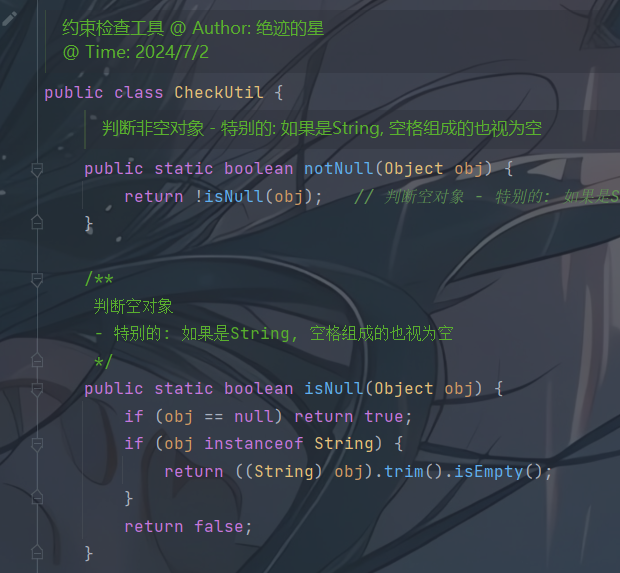 约束检查工具 @ Author: 绝迹的星
@ Time: 2024/7/2
public class CheckUtil {
判断非空对象 - 特别的: 如果是String, 空格组成的也视为空
public static boolean notNull(Object obj) {
return !isNull(obj); // 判断空对象 - 特别的: 如果是S
}
/**
判断空对象
- 特别的: 如果是String, 空格组成的也视为空
*/
public static boolean isNull(Object obj) {
if (obj == null) return true;
if (obj instanceof String) {
return ((String) obj).trim().isEmpty();
}
return false;
}